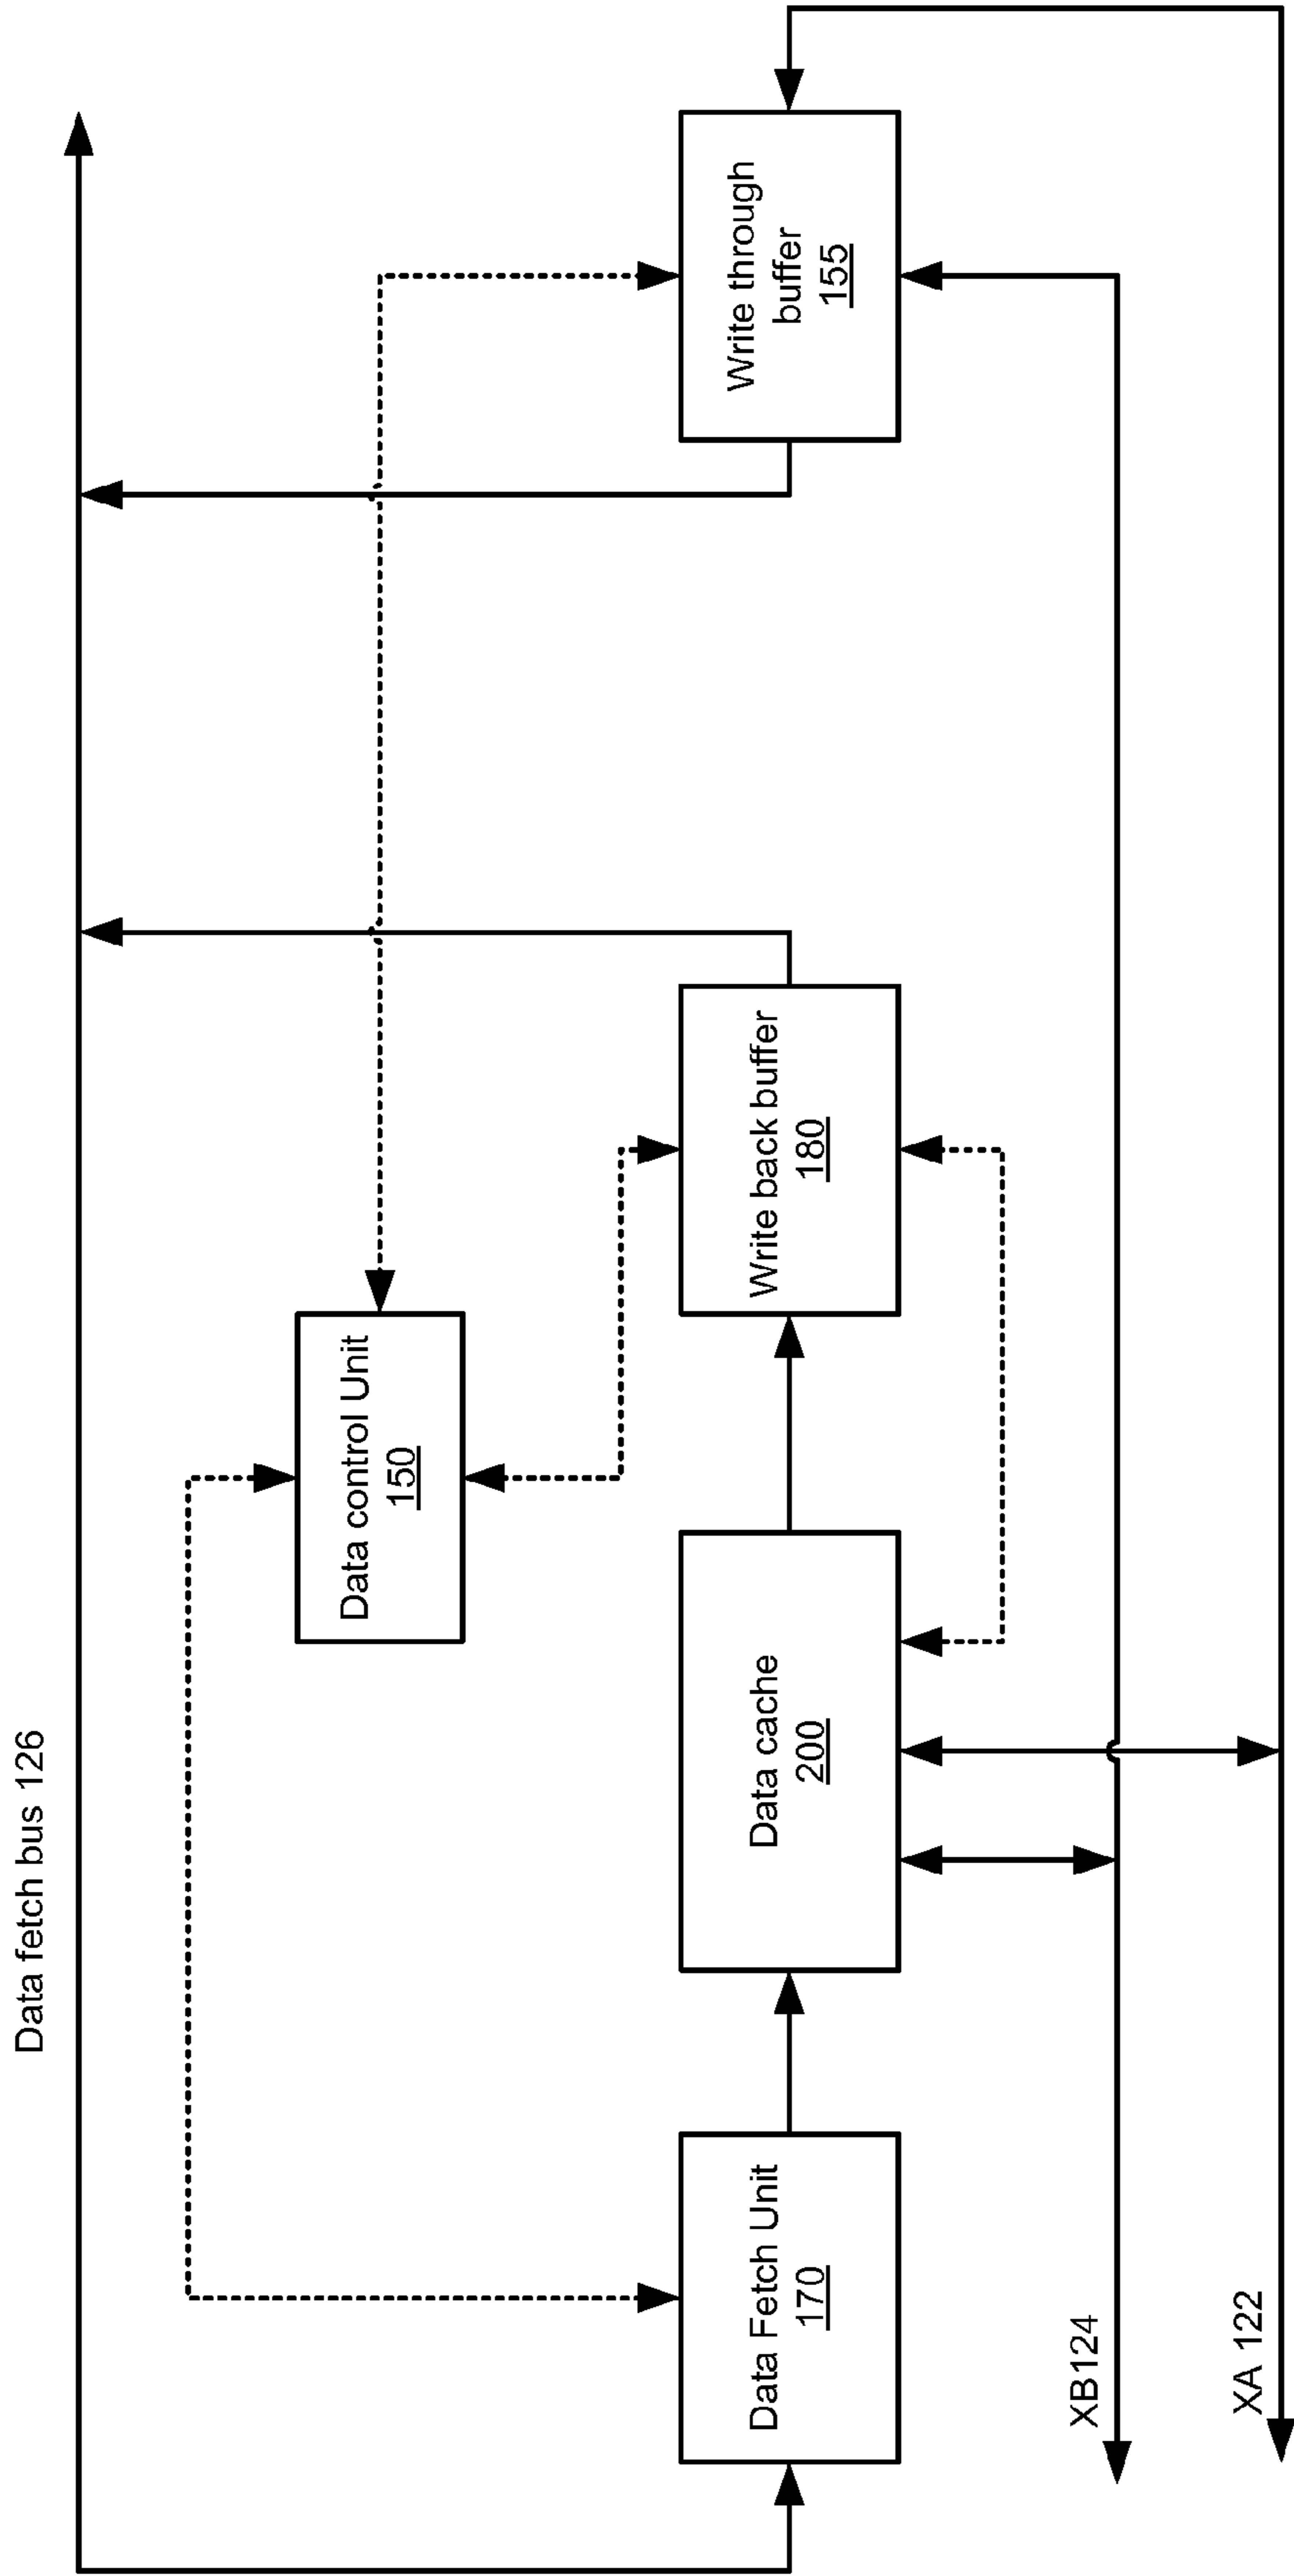 Data fetch bus 126
Data control Unit
150
Data Fetch Unit
170
Data cache
200
Write back buffer
180
Write through
buffer
155
XB124
XA 122